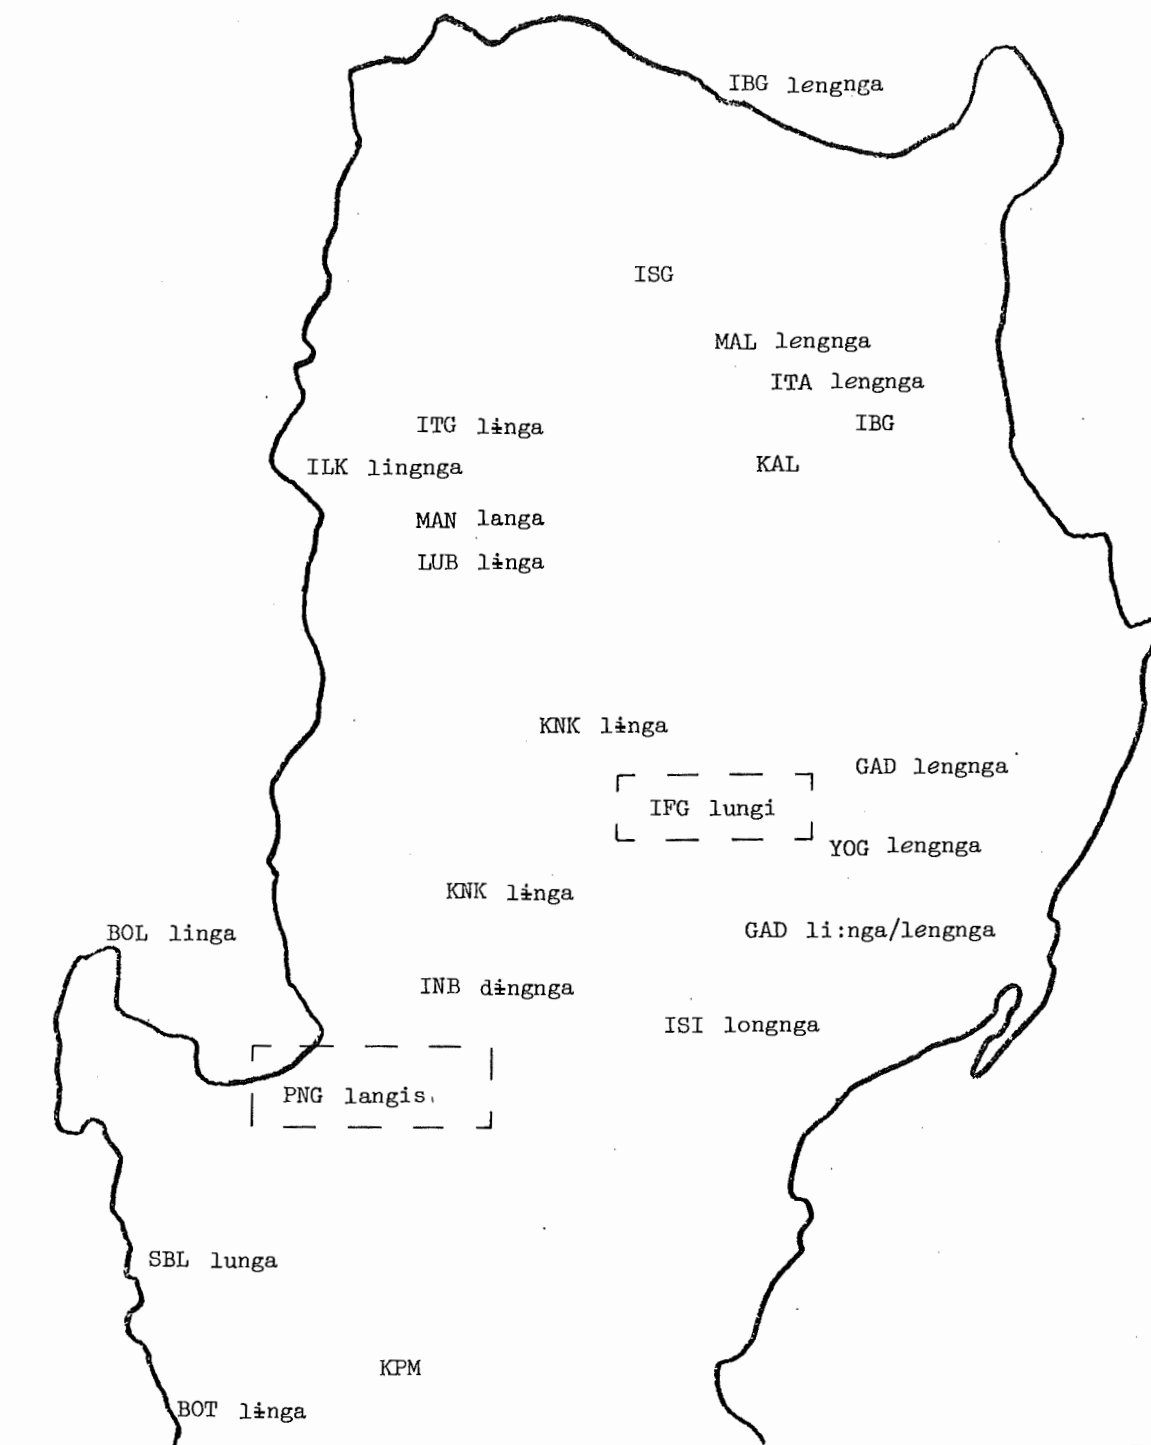 IBG lengnga
ISG
MAL lengnga
ITA lengnga
IBG
ITG lɨnga
KAL
ILK lingnga
MAN langa
LUB lɨnga
KNK lɨnga
GAD lengnga
IFG lungi
YOG lengnga
KNK lɨnga
GAD li:nga/lengnga
BOL linga
INB dɨngnga
ISI longnga
PNG langis
SBL lunga
KPM
BOT lɨnga